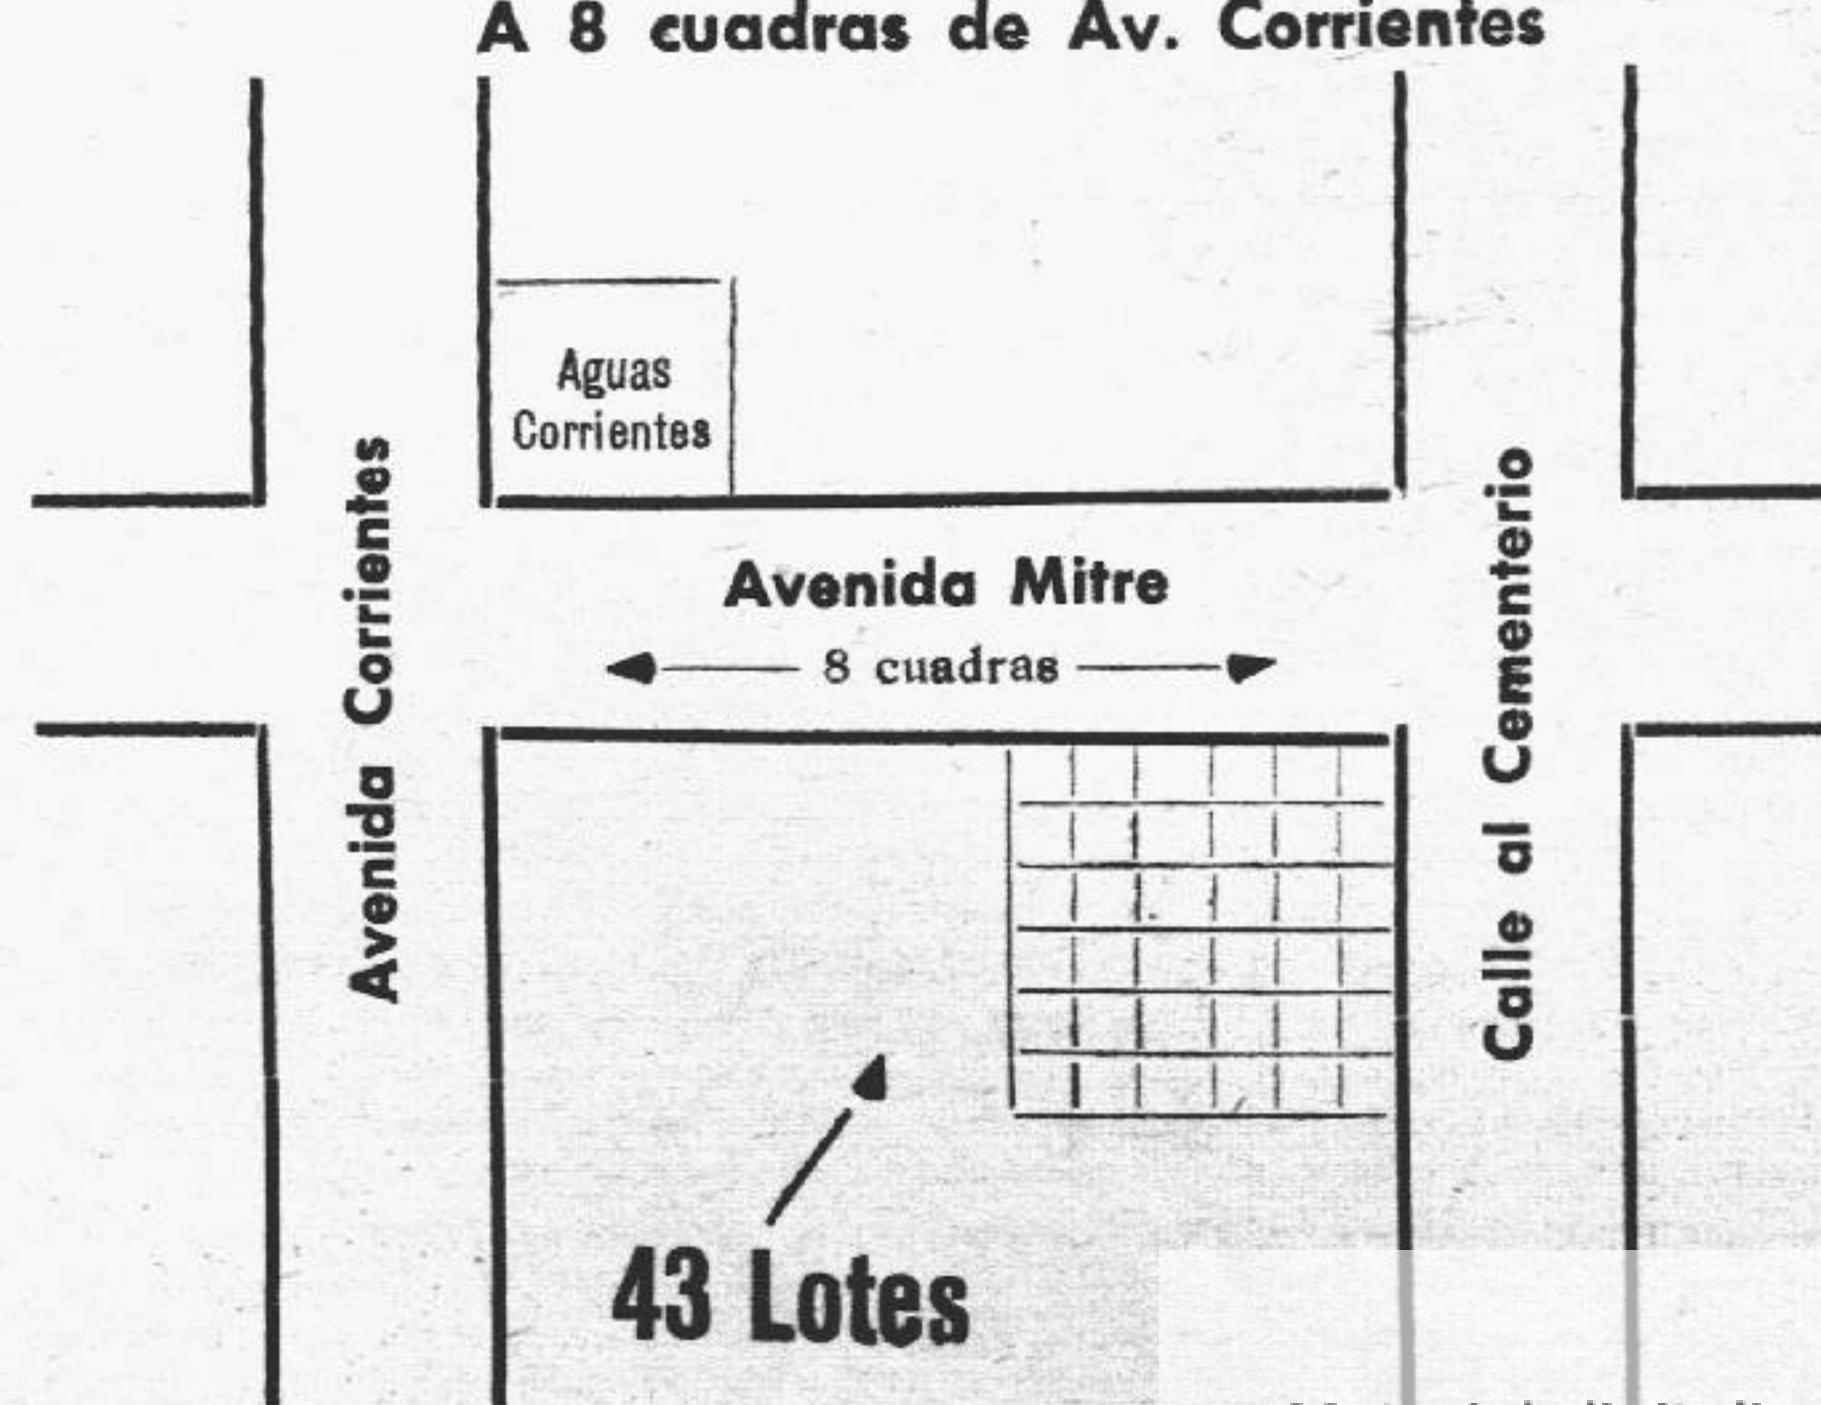 A 8 cuadras de Av. Corrientes
Aguas
Corrientes
Avenida Corrientes
Avenida Mitre
8 cuadras
Calle al Cementerio
43 Lotes